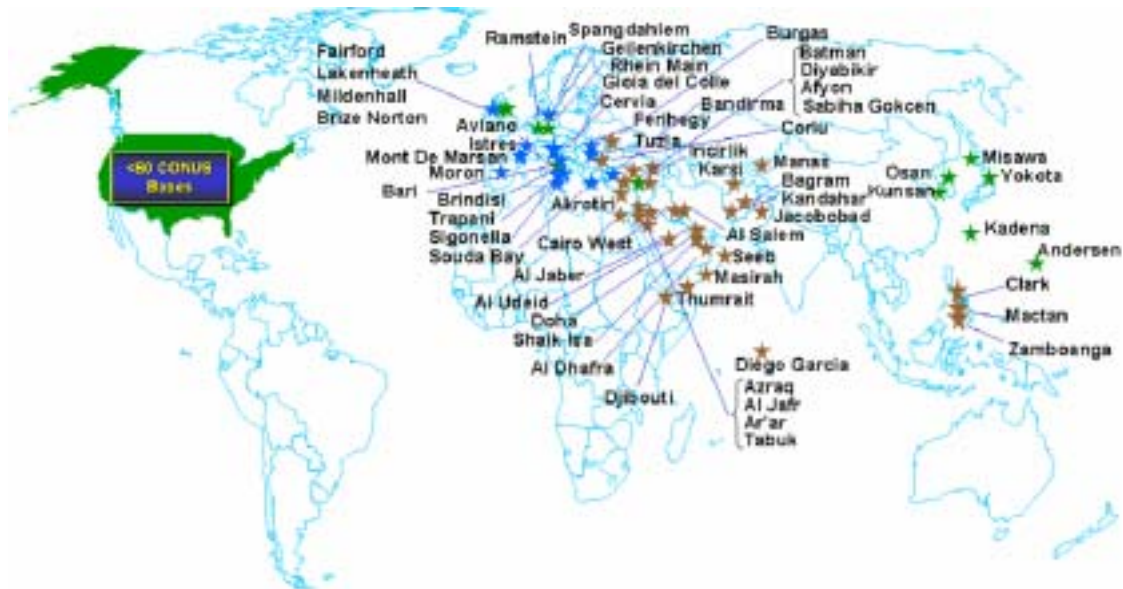 Fairford
Lakenheath
Mildenhall
Brize Norton
Ramstein
Spangdahlem
Geilenkirchen
Rhein Main
Gioia del Colle
Cervia
Ferihegy
Tuzla
Burgas
Bandirma
Batman
Diyabikir
Afyon
Sabiha Gokcen
Corlu
Aviano
Istres
Mont De Marson
Moron
Bari
Brindisi
Trapani
Sigonella
Souda Bay
<60 CONUS
Bases
Incirlik
Karsi
Manas
Bagram
Kandahar
Jacobobad
Akrotiri
Cairo West
Al Salem
Seeb
Masirah
Thumrait
Al Jaber
Al Udeid
Doha
Shaik Isa
Al Dhafra
Djibouti
Diego Garcia
Azraq
Al Jafr
Ar'ar
Tabuk
Osan
Kunsan
Misawa
Yokota
Kadena
Andersen
Clark
Mactan
Zamboanga